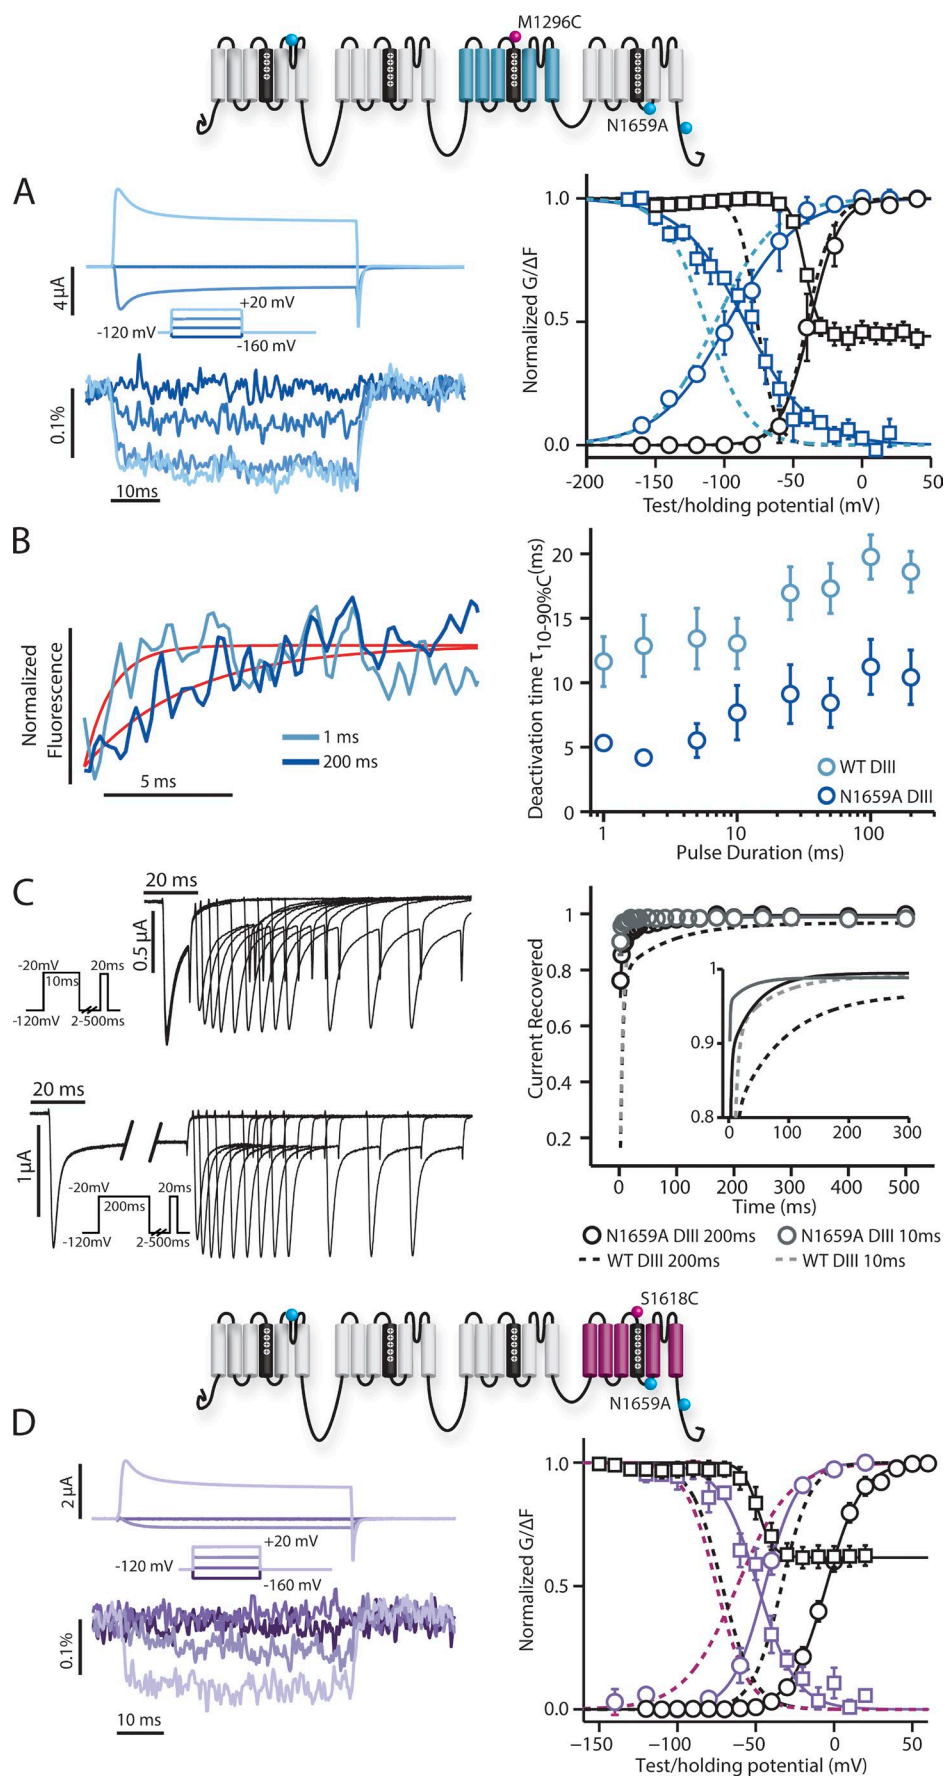 M1296C
N1659A
A
4 µA
+20 mV
-120 mV
-160 mV
0.1%
10ms
Normalized G/ΔF
1.0
0.5
0.0
-200
-150
-100
-50
0
50
Test/holding potential (mV)
B
Normalized
Fluorescence
1 ms
200 ms
5 ms
Deactivation time τ10-90%C(ms)
20
15
10
5
0
WT DIII
N1659A DIII
1
10
100
Pulse Duration (ms)
C
20 ms
0.5 µA
-20mV
20ms
10ms
-120mV
2-500ms
20 ms
1µA
-20mV
20ms
200ms
-120mV
2-500ms
Current Recovered
1
0.8
0.6
0.4
0.2
1
0.9
0.8
0
100
200
300
0
100
200
300
400
500
Time (ms)
N1659A DIII 200ms
N1659A DIII 10ms
WT DIII 200ms
WT DIII 10ms
S1618C
N1659A
D
2 µA
+20 mV
-120 mV
-160 mV
0.1%
10 ms
Normalized G/ΔF
1.0
0.5
0.0
−150
−100
−50
0
50
Test/holding potential (mV)